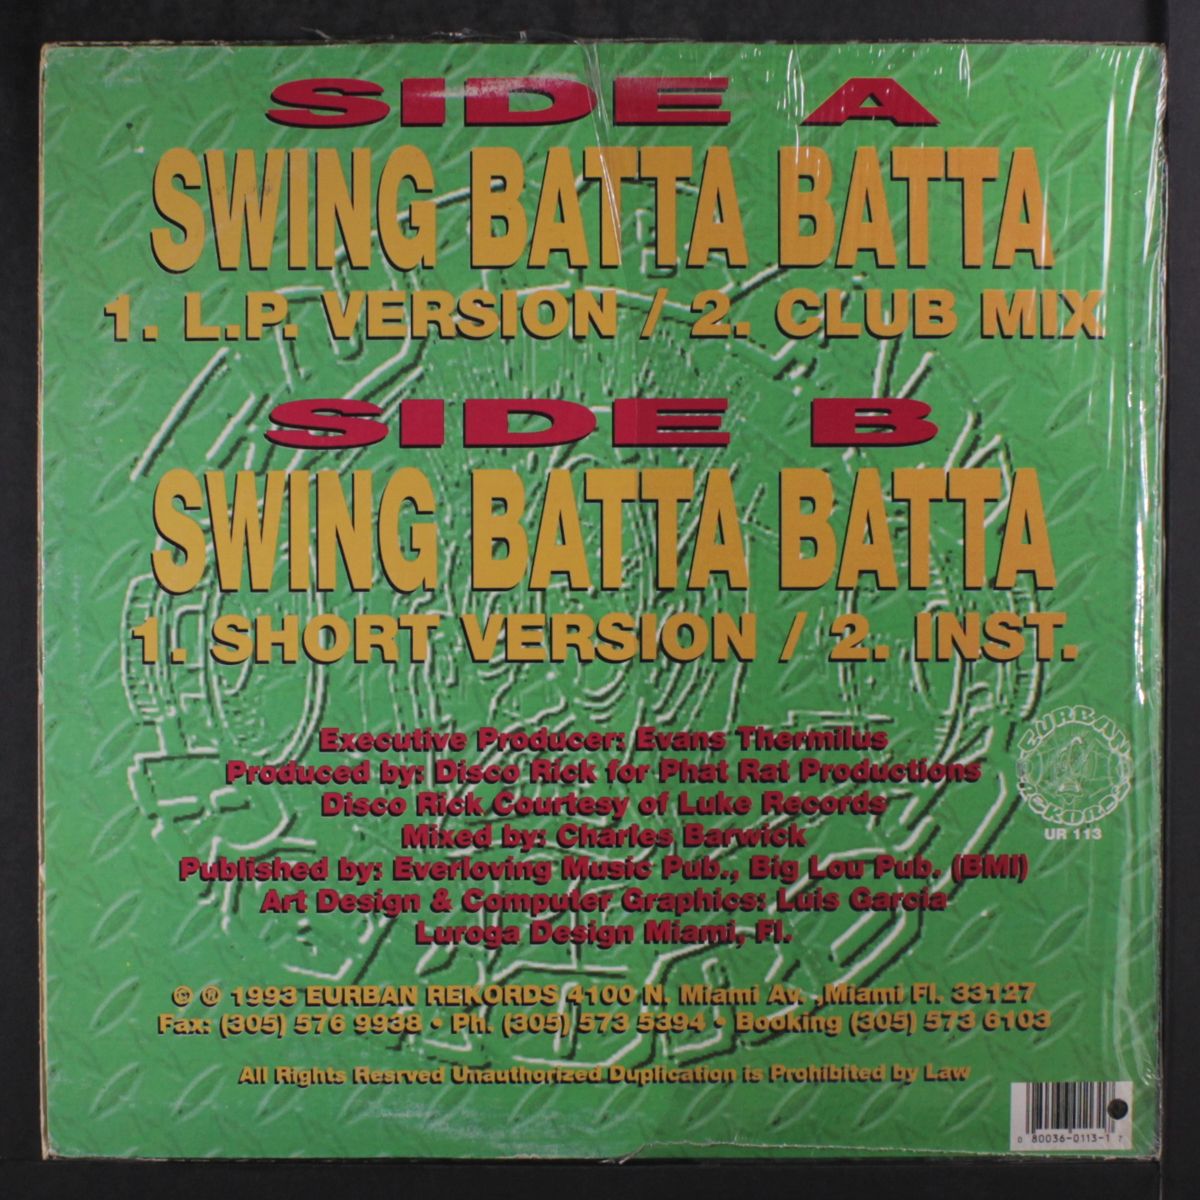 SIDE A
SWING BATTA BATTA
1. L.P. VERSION / 2. CLUB MIX
SIDE B
SWING BATTA BATTA
1. SHORT VERSION / 2. INST.
Executive Producer: Evans Thermilus
Produced by: Disco Rick for Phat Rat Productions
Disco Rick Courtesy of Luke Records
Mixed by: Charles Barwick
Published by: Everloving Music Pub., Big Lou Pub. (BMI)
Art Design & Computer Graphics: Luis Garcia
Luroga Design Miami, Fl.
EURBAN
REKORDS
UR 113
© ® 1993 EURBAN REKORDS 4100 N. Miami Av. ,Miami Fl. 33127
Fax: (305) 576 9938 • Ph. (305) 573 5394 • Booking (305) 573 6103
All Rights Resrved Unauthorized Duplication is Prohibited by Law
0 80036-0113-1 7